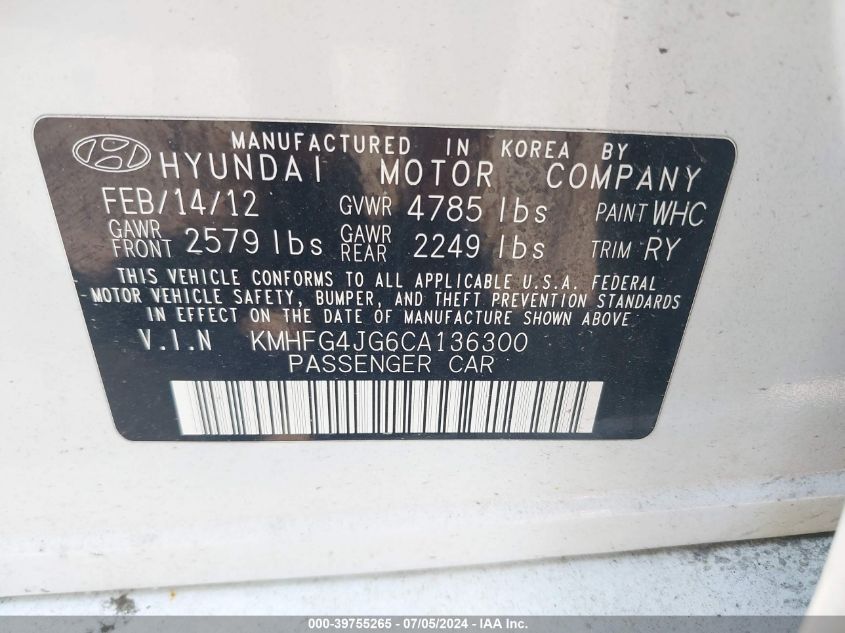 MANUFACTURED IN KOREA BY
HYUNDAI MOTOR COMPANY
FEB/14/12 GVWR 4785 lbs PAINT WHC
GAWR FRONT 2579 lbs GAWR REAR 2249 lbs TRIM RY
THIS VEHICLE CONFORMS TO ALL APPLICABLE U.S.A. FEDERAL
MOTOR VEHICLE SAFETY, BUMPER, AND THEFT PREVENTION STANDARDS
IN EFFECT ON THE DATE OF MANUFACTURE SHOWN ABOVE
V.I.N KMHFG4JG6CA136300
PASSENGER CAR
000-39755265 - 07/05/2024 - IAA Inc.